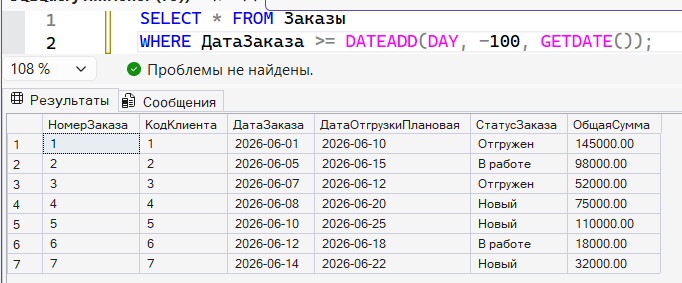 1 SELECT * FROM Заказы
2 WHERE ДатаЗаказа >= DATEADD(DAY, -100, GETDATE());
108 % Проблемы не найдены.
Результаты Сообщения
НомерЗаказа КодКлиента ДатаЗаказа ДатаОтгрузкиПлановая СтатусЗаказа ОбщаяСумма
1 1 1 2026-06-01 2026-06-10 Отгружен 145000.00
2 2 2 2026-06-05 2026-06-15 В работе 98000.00
3 3 3 2026-06-07 2026-06-12 Отгружен 52000.00
4 4 4 2026-06-08 2026-06-20 Новый 75000.00
5 5 5 2026-06-10 2026-06-25 Новый 110000.00
6 6 6 2026-06-12 2026-06-18 В работе 18000.00
7 7 7 2026-06-14 2026-06-22 Новый 32000.00